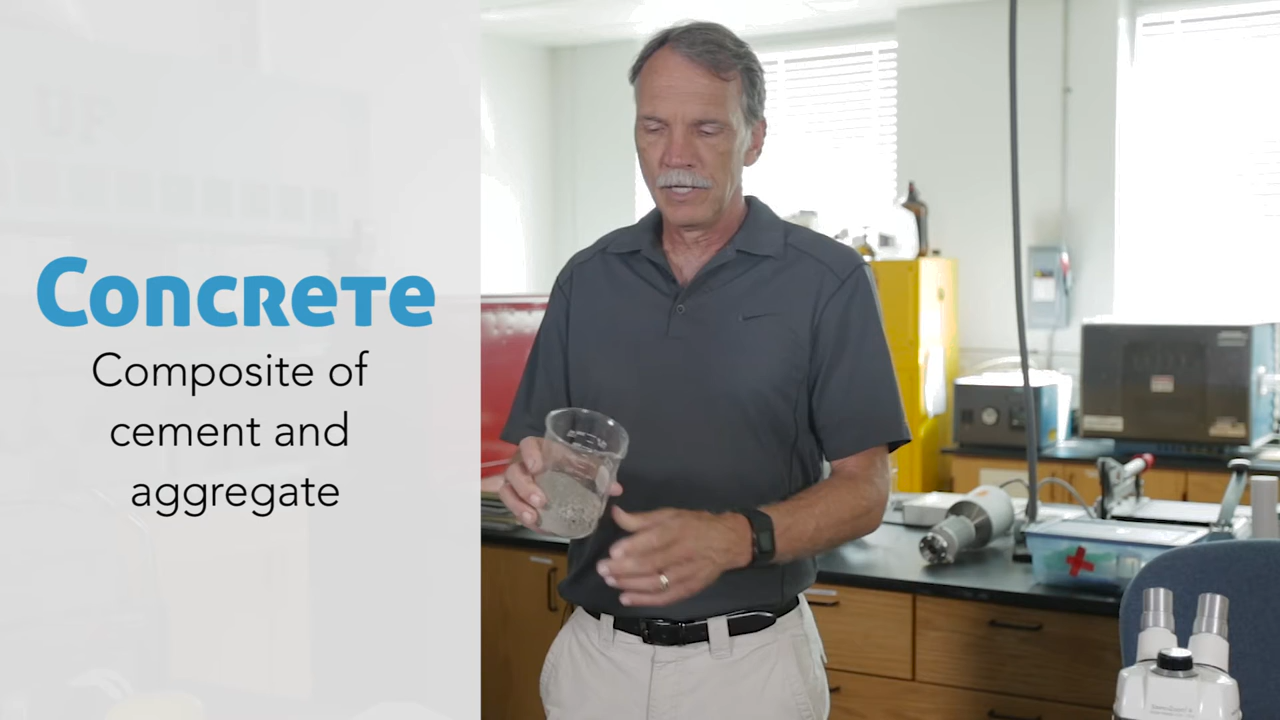 Concrete
Composite of
cement and
aggregate